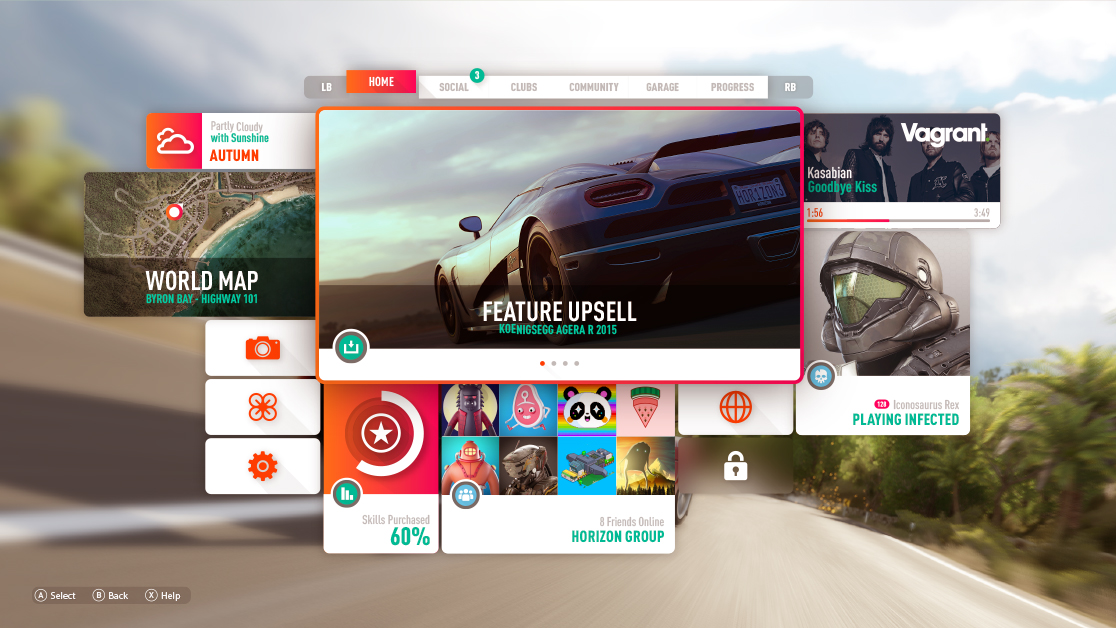 LB
HOME
SOCIAL
3
CLUBS
COMMUNITY
GARAGE
PROGRESS
RB
Partly Cloudy
with Sunshine
AUTUMN
WORLD MAP
BYRON BAY - HIGHWAY 101
HORIZON3
FEATURE UPSELL
KOENIGSEGG AGERA R 2015
Vagrant
Kasabian
Goodbye Kiss
1:56
3:49
128 Iconosaurus Rex
PLAYING INFECTED
Skills Purchased
60%
8 Friends Online
HORIZON GROUP
A Select
B Back
X Help